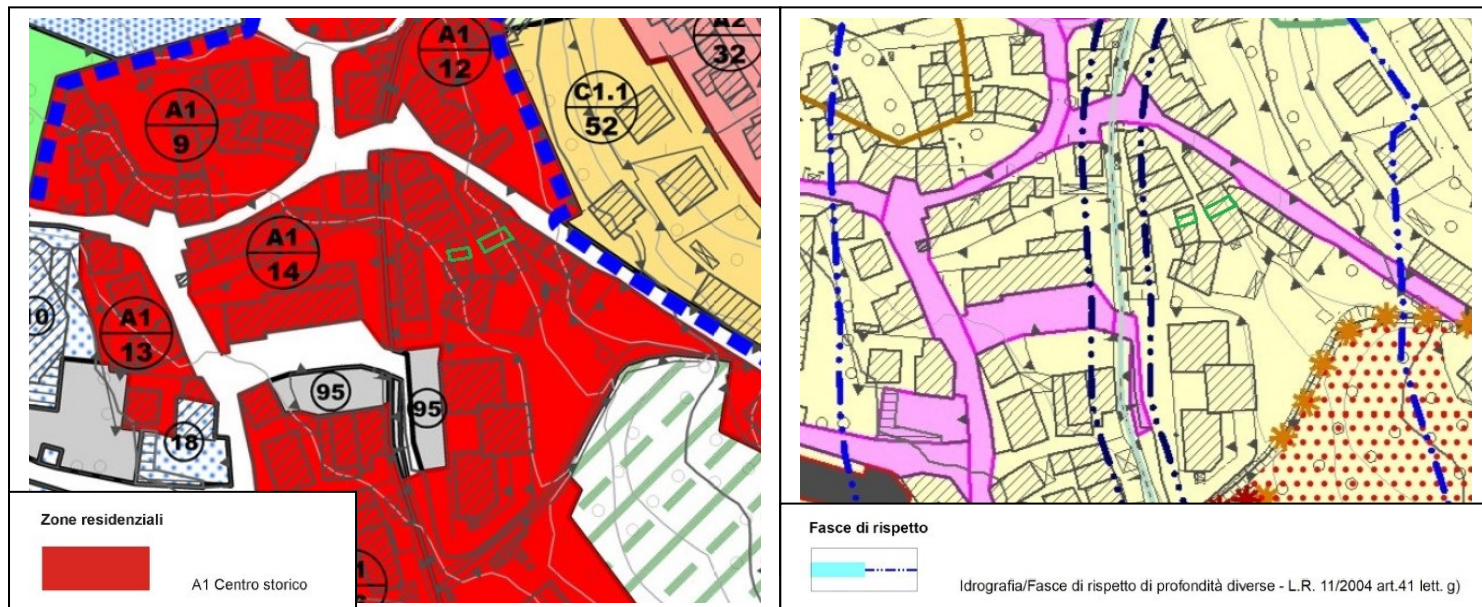 A1
12
A2
32
A1
9
C1.1
52
A1
14
A1
13
95
95
18
Zone residenziali
A1 Centro storico
Fasce di rispetto
Idrografia/Fasce di rispetto di profondità diverse - L.R. 11/2004 art.41 lett. g)